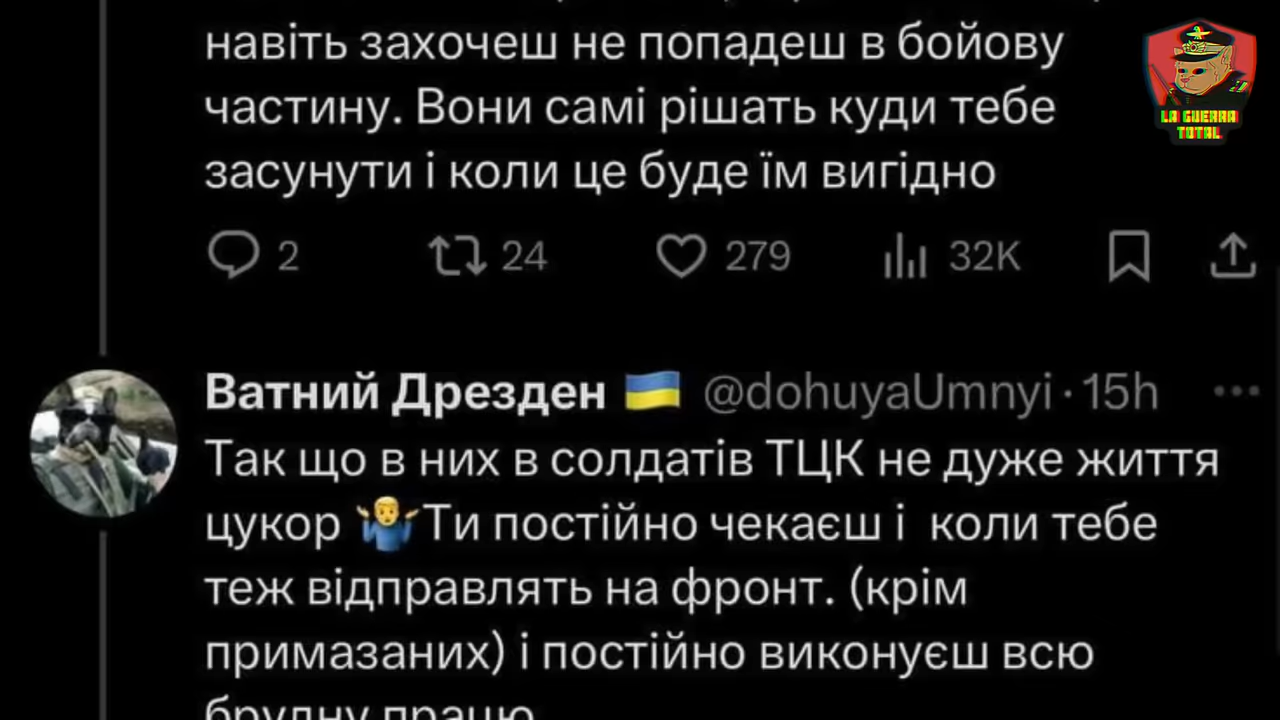 навіть захочеш не попадеш в бойову
частину. Вони самі рішать куди тебе
засунути і коли це буде їм вигідно
2 24 279 32K
Ватний Дрезден @dohuyaUmnyi · 15h
Так що в них в солдатів ТЦК не дуже життя
цукор Ти постійно чекаєш і коли тебе
теж відправлять на фронт. (крім
примазаних) і постійно виконуєш всю
брудну працю
LA GUERRA
TOTAL